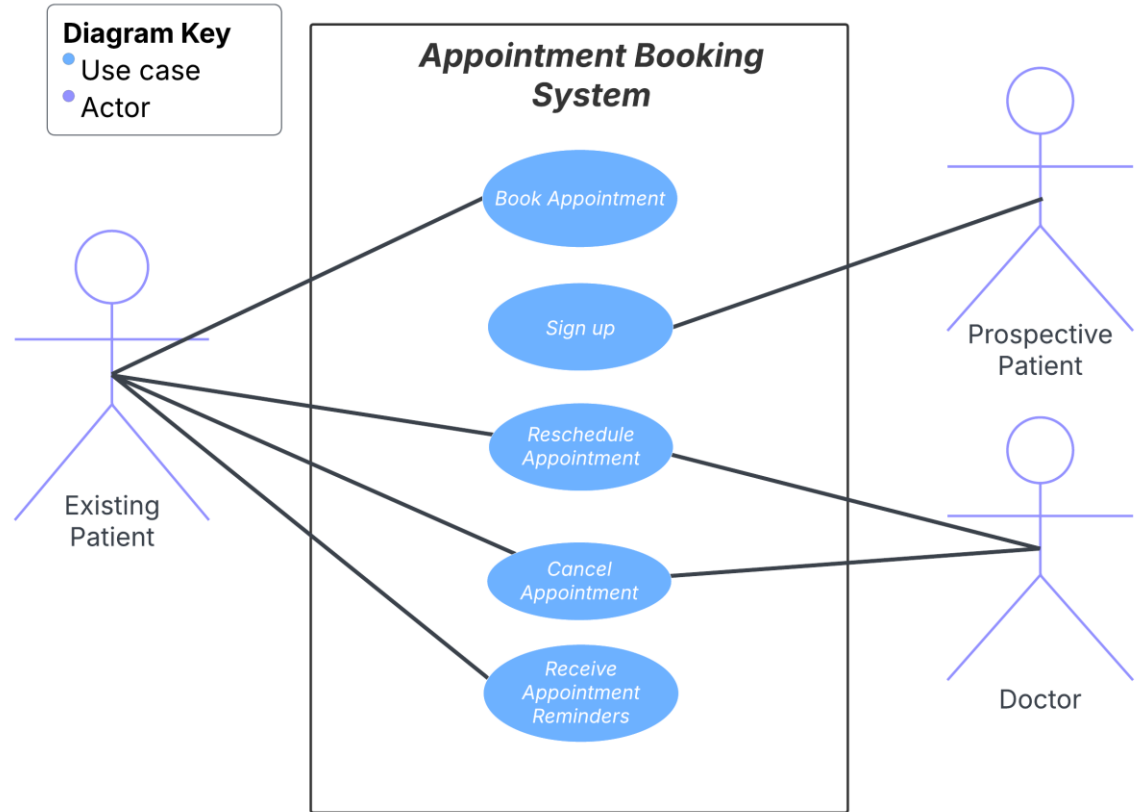 Diagram Key
Use case
Actor
Appointment Booking
System
Book Appointment
Sign up
Reschedule
Appointment
Cancel
Appointment
Receive
Appointment
Reminders
Existing
Patient
Prospective
Patient
Doctor